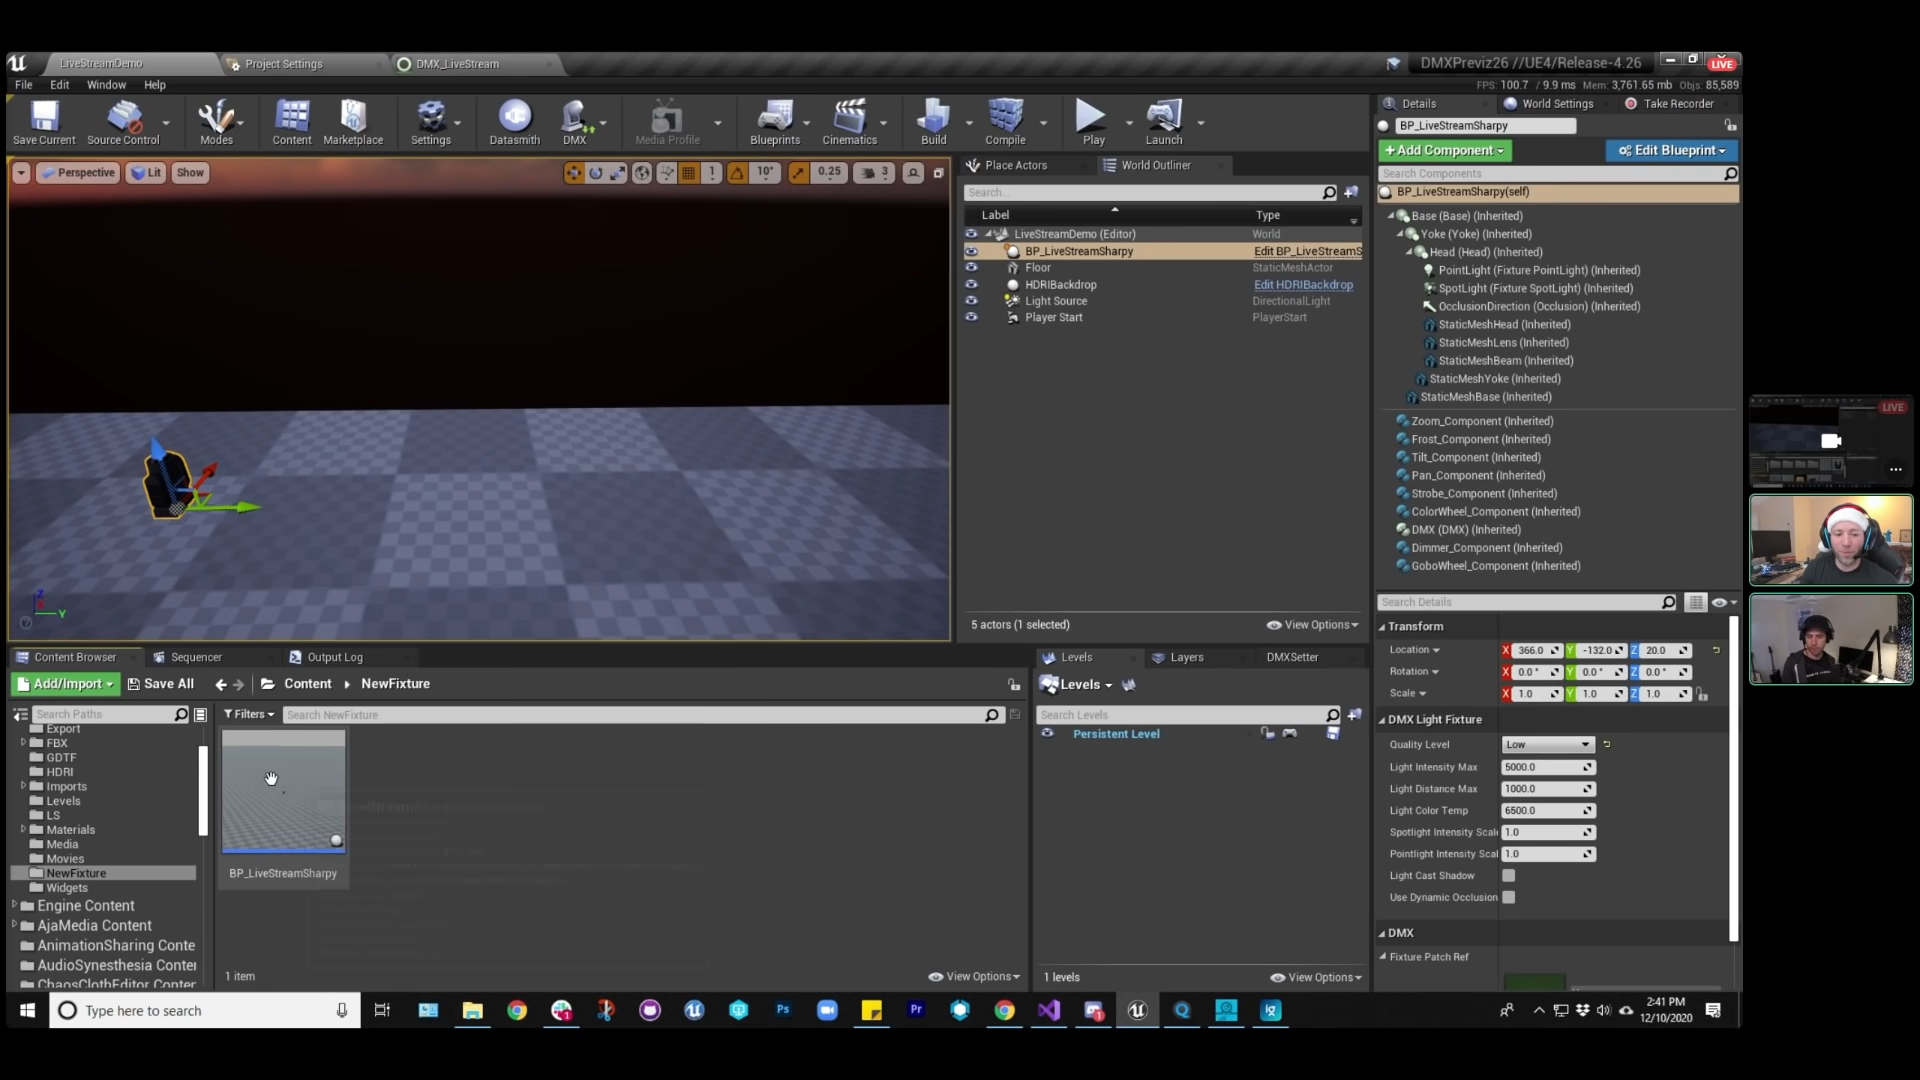 LiveStreamDemo
Project Settings
DMX_LiveStream
DMXPreviz26 //UE4/Release-4.26
LIVE
File Edit Window Help
FPS: 100.7 / 9.9 ms Mem: 3,761.65 mb Objs: 85,589
Save Current
Source Control
Modes
Content
Marketplace
Settings
Datasmith
DMX
Media Profile
Blueprints
Cinematics
Build
Compile
Play
Launch
Details
World Settings
Take Recorder
BP_LiveStreamSharpy
+Add Component
Edit Blueprint
Search Components
BP_LiveStreamSharpy(self)
Base (Base) (Inherited)
Yoke (Yoke) (Inherited)
Head (Head) (Inherited)
PointLight (Fixture PointLight) (Inherited)
SpotLight (Fixture SpotLight) (Inherited)
OcclusionDirection (Occlusion) (Inherited)
StaticMeshHead (Inherited)
StaticMeshLens (Inherited)
StaticMeshBeam (Inherited)
StaticMeshYoke (Inherited)
StaticMeshBase (Inherited)
Zoom_Component (Inherited)
Frost_Component (Inherited)
Tilt_Component (Inherited)
Pan_Component (Inherited)
Strobe_Component (Inherited)
ColorWheel_Component (Inherited)
DMX (DMX) (Inherited)
Dimmer_Component (Inherited)
GoboWheel_Component (Inherited)
Perspective
Lit
Show
1
10°
0.25
3
Z
Y
Place Actors
World Outliner
Search...
Label
Type
LiveStreamDemo (Editor) World
BP_LiveStreamSharpy Edit BP_LiveStreamS
Floor StaticMeshActor
HDRIBackdrop Edit HDRIBackdrop
Light Source DirectionalLight
Player Start PlayerStart
5 actors (1 selected)
View Options
Search Details
Transform
Location X 366.0 Y -132.0 Z 20.0
Rotation X 0.0° Y 0.0° Z 0.0°
Scale X 1.0 Y 1.0 Z 1.0
DMX Light Fixture
Quality Level Low
Light Intensity Max 5000.0
Light Distance Max 1000.0
Light Color Temp 6500.0
Spotlight Intensity Scal 1.0
Pointlight Intensity Scal 1.0
Light Cast Shadow
Use Dynamic Occlusion
DMX
Fixture Patch Ref
Content Browser
Sequencer
Output Log
Add/Import
Save All
Content
NewFixture
Search Paths
Filters
Search NewFixture
Export
FBX
GDTF
HDRI
Imports
Levels
LS
Materials
Media
Movies
NewFixture
Widgets
Engine Content
AjaMedia Content
AnimationSharing Conte
AudioSynesthesia Conter
ChaosClothEditor Conter
BP_LiveStreamSharpy
1 item
View Options
Levels
Layers
DMXSetter
Levels
Search Levels
Persistent Level
1 levels
View Options
LIVE
Type here to search
Ps
Pr
2:41 PM
12/10/2020